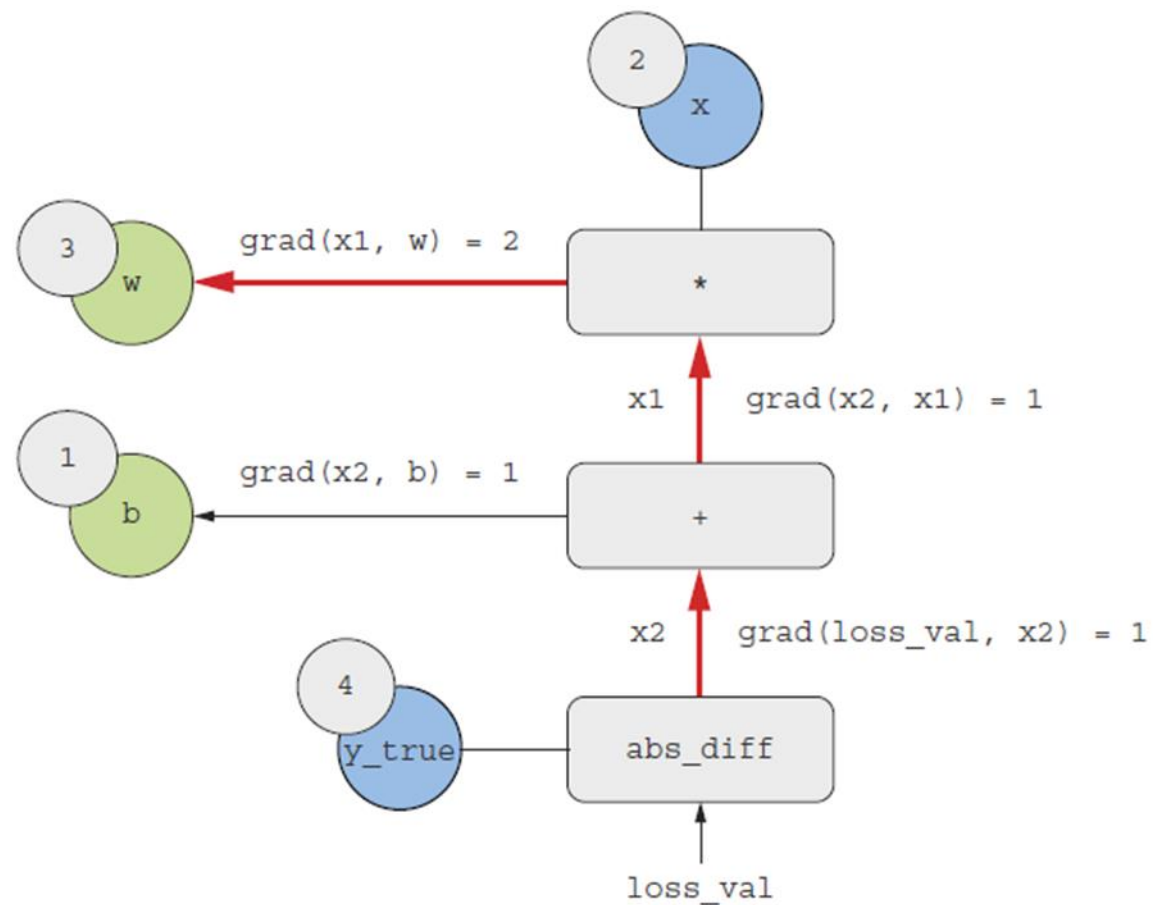 2
x
3
w
grad(x1, w) = 2
*
x1
grad(x2, x1) = 1
1
b
grad(x2, b) = 1
+
x2
grad(loss_val, x2) = 1
4
y_true
abs_diff
loss_val